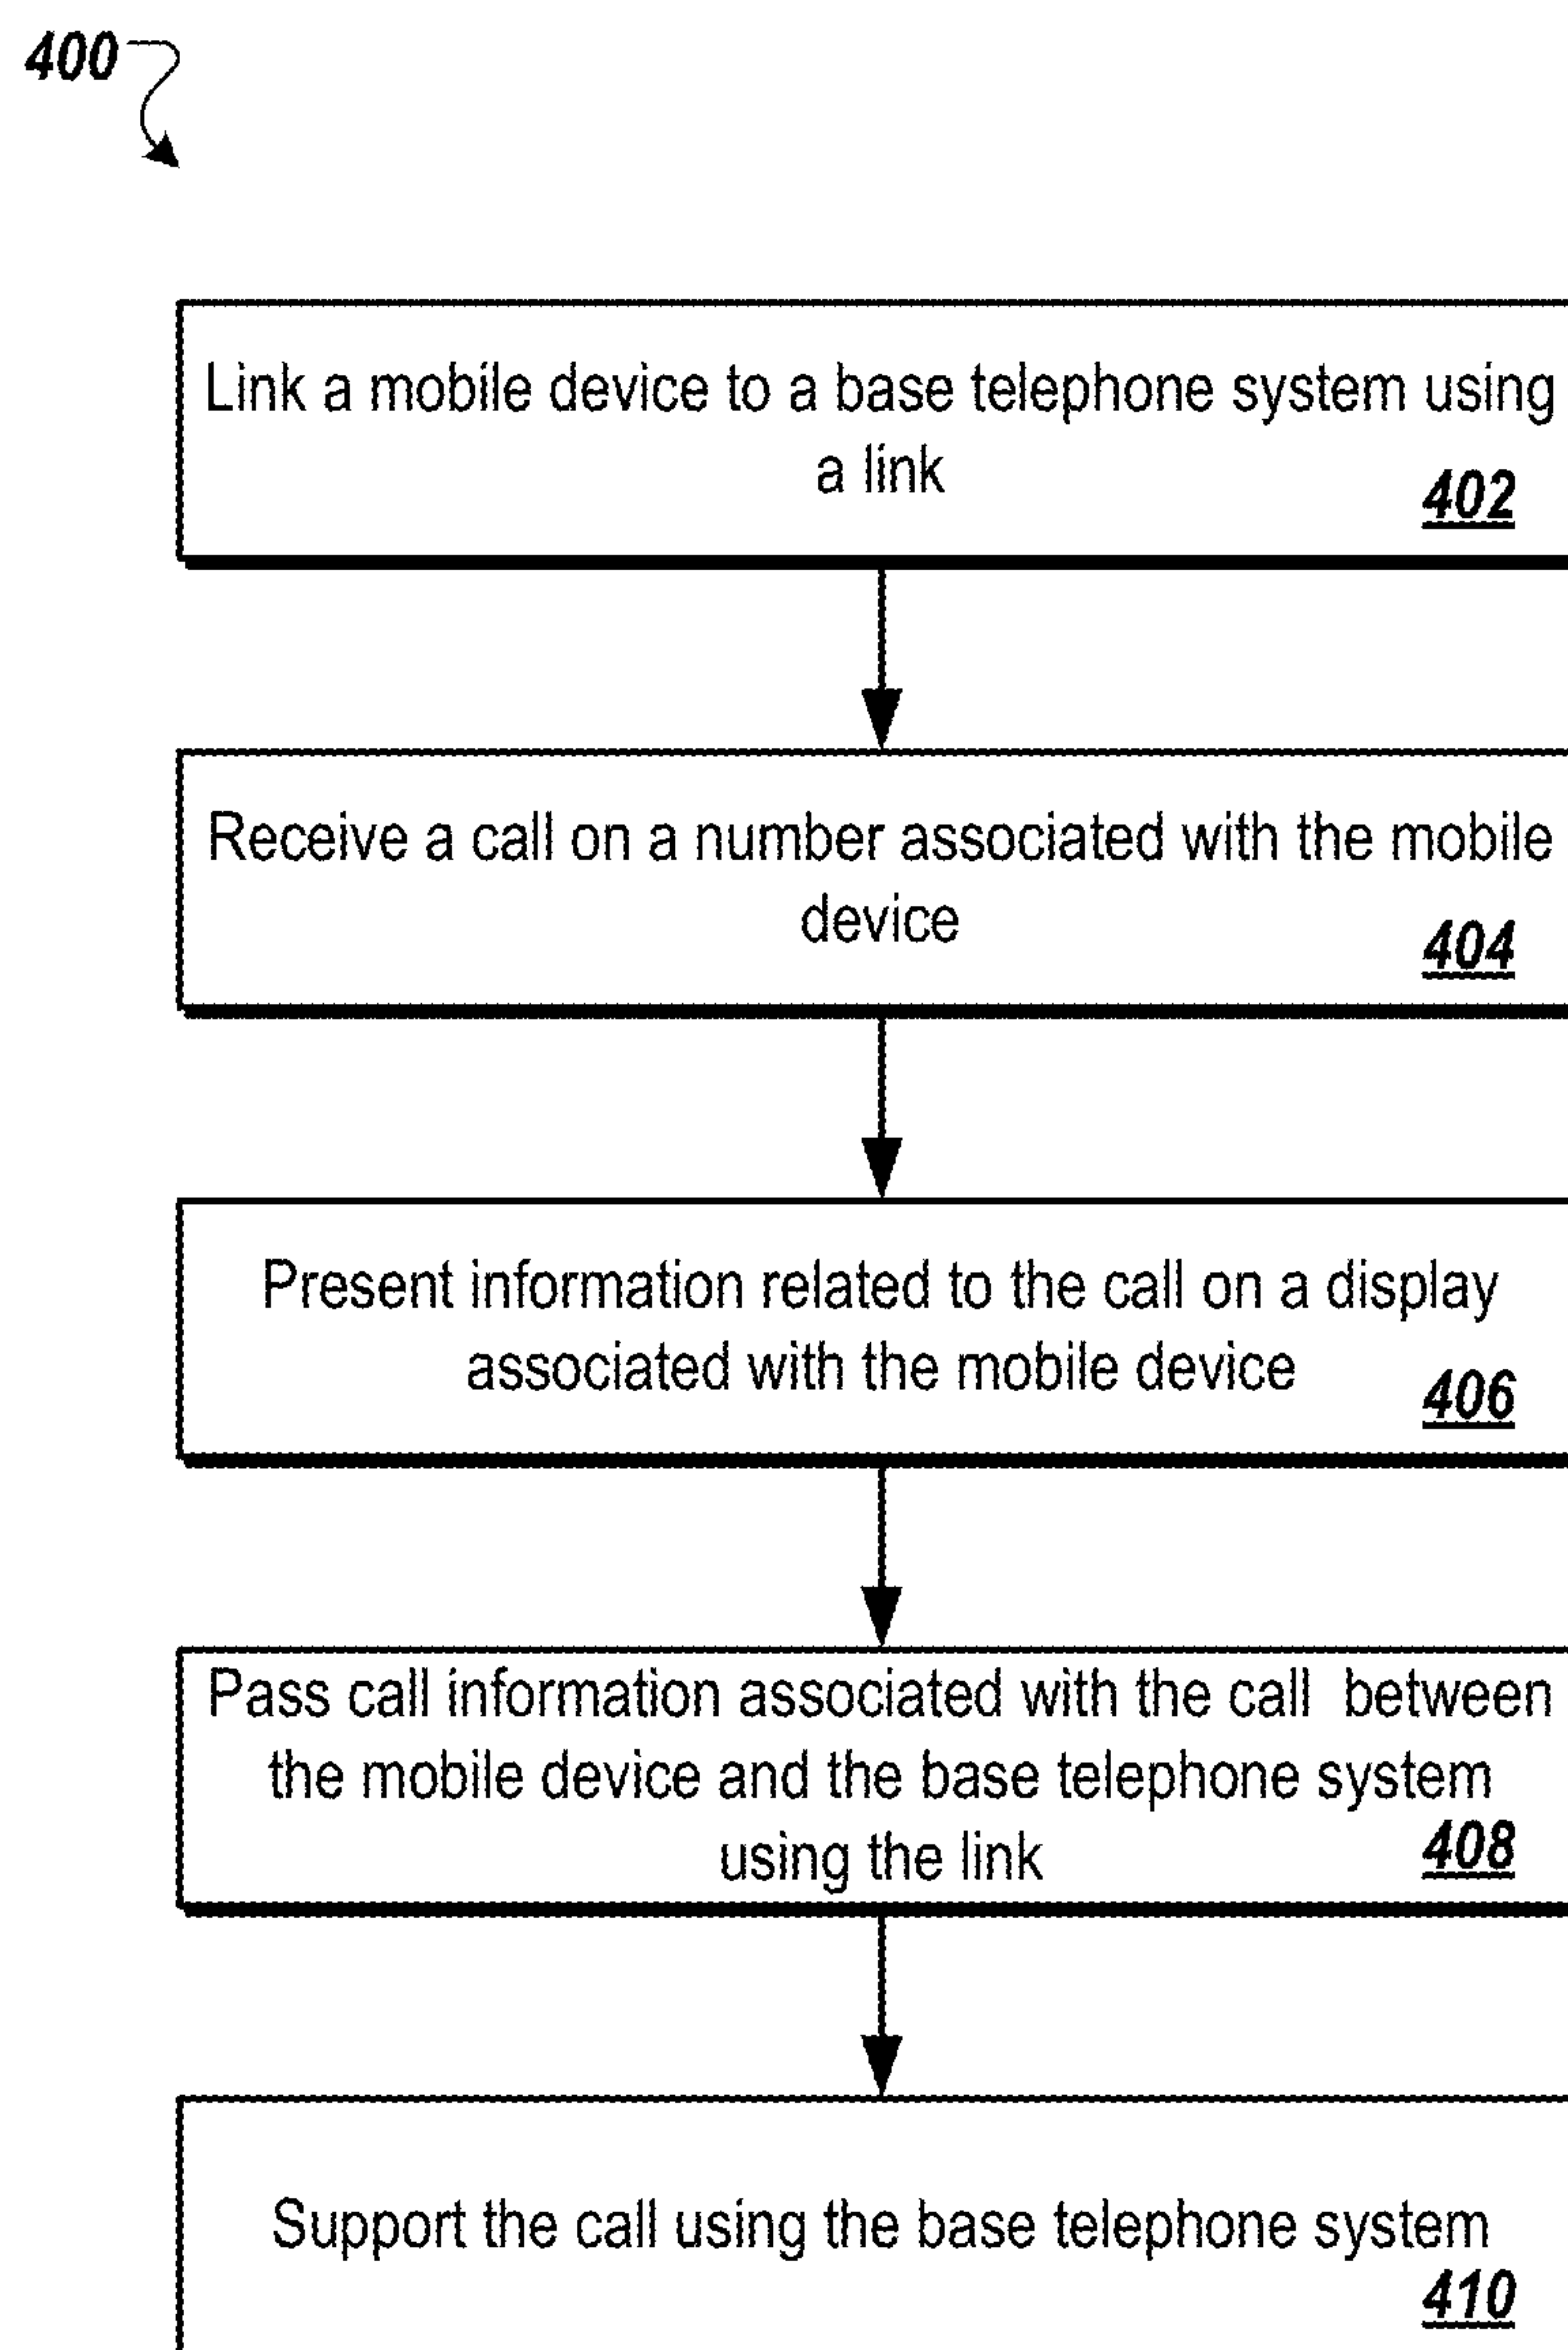 400
Link a mobile device to a base telephone system using
a link
402
Receive a call on a number associated with the mobile
device
404
Present information related to the call on a display
associated with the mobile device
406
Pass call information associated with the call  between
the mobile device and the base telephone system
using the link
408
Support the call using the base telephone system
410